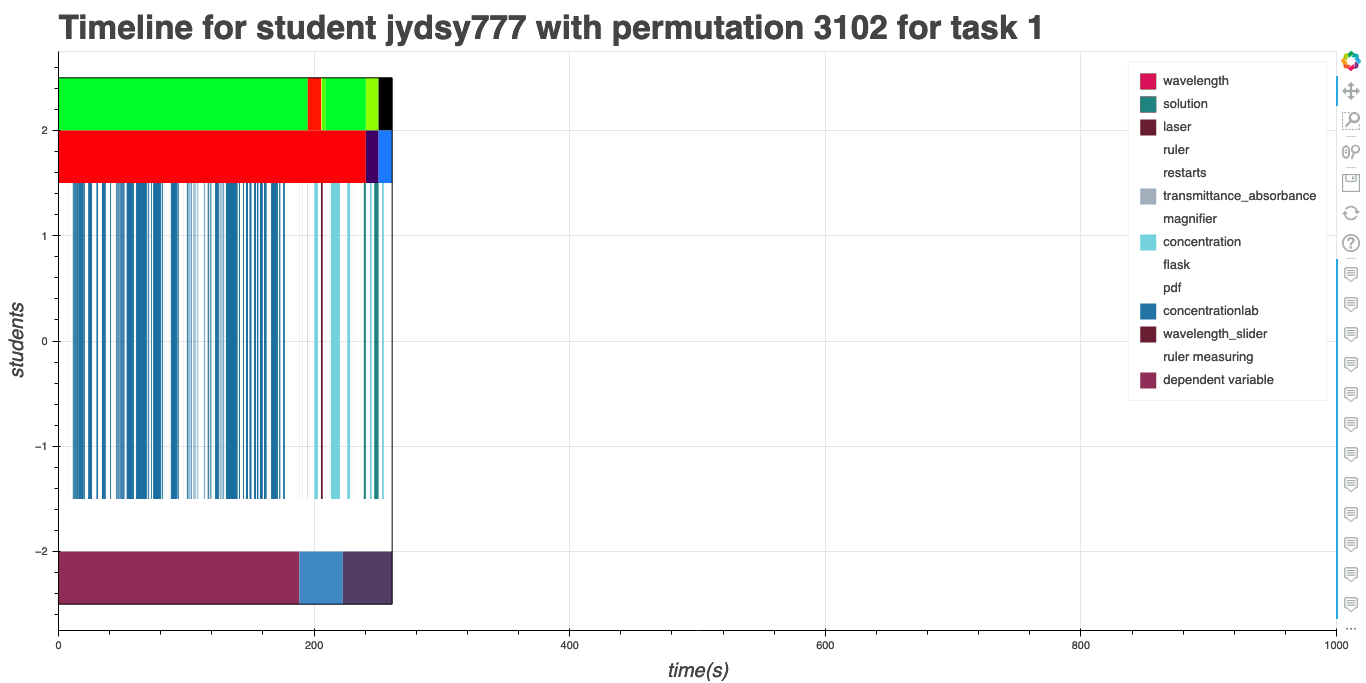 Timeline for student jydsy777 with permutation 3102 for task 1
wavelength
solution
laser
ruler
restarts
transmittance_absorbance
magnifier
concentration
flask
pdf
concentrationlab
wavelength_slider
ruler measuring
dependent variable
students
2
1
0
−1
−2
0 200 400 600 800 1000
time(s)